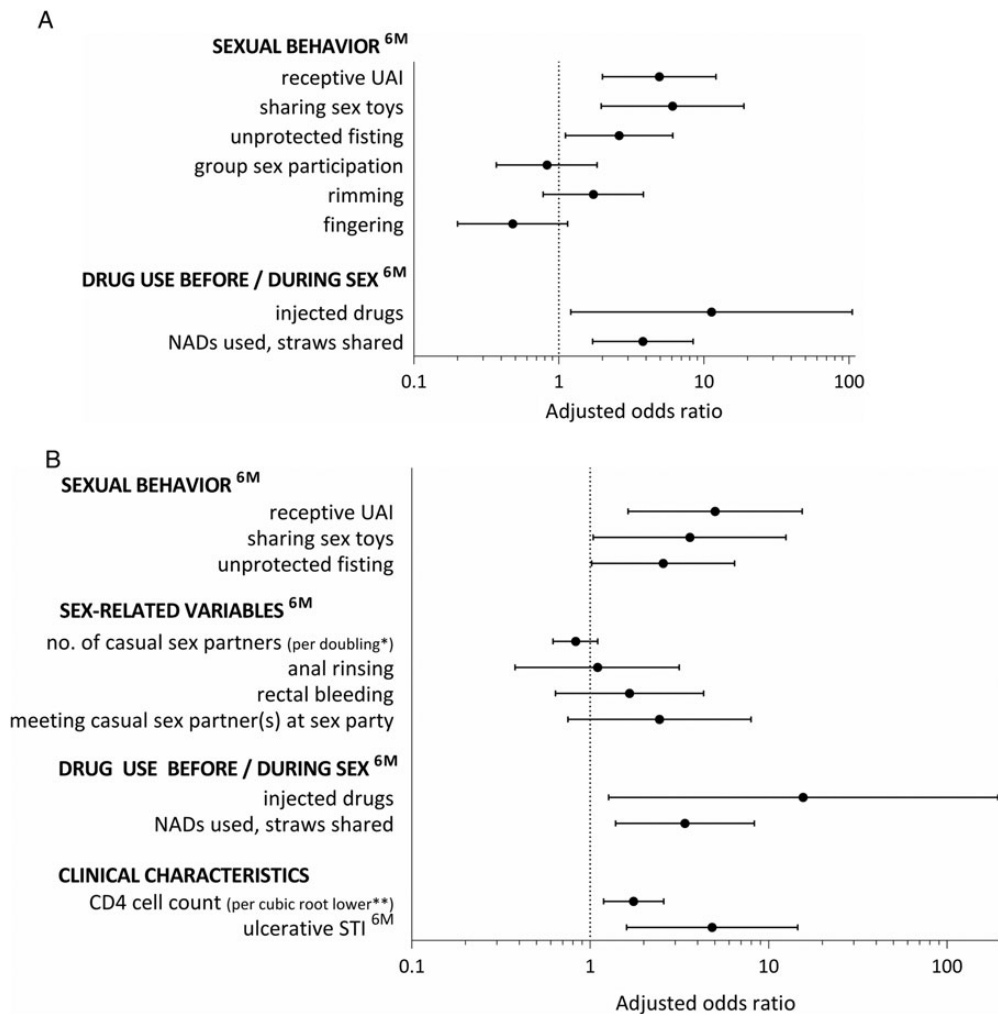 A
SEXUAL BEHAVIOR 6M
receptive UAI
sharing sex toys
unprotected fisting
group sex participation
rimming
fingering
DRUG USE BEFORE / DURING SEX 6M
injected drugs
NADs used, straws shared
0.1 1 10 100
Adjusted odds ratio
B
SEXUAL BEHAVIOR 6M
receptive UAI
sharing sex toys
unprotected fisting
SEX-RELATED VARIABLES 6M
no. of casual sex partners (per doubling*)
anal rinsing
rectal bleeding
meeting casual sex partner(s) at sex party
DRUG USE BEFORE / DURING SEX 6M
injected drugs
NADs used, straws shared
CLINICAL CHARACTERISTICS
CD4 cell count (per cubic root lower**)
ulcerative STI 6M
0.1 1 10 100
Adjusted odds ratio